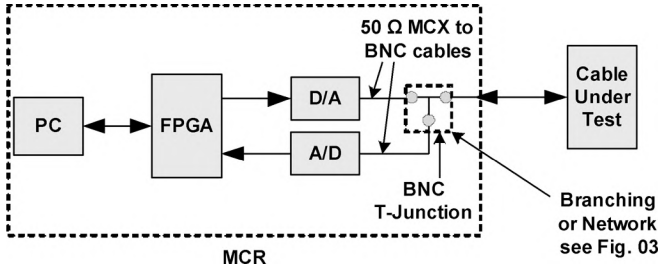 50 Ω MCX to
BNC cables
PC
FPGA
D/A
A/D
Cable
Under
Test
BNC
T-Junction
Branching
or Network
see Fig. 03
MCR